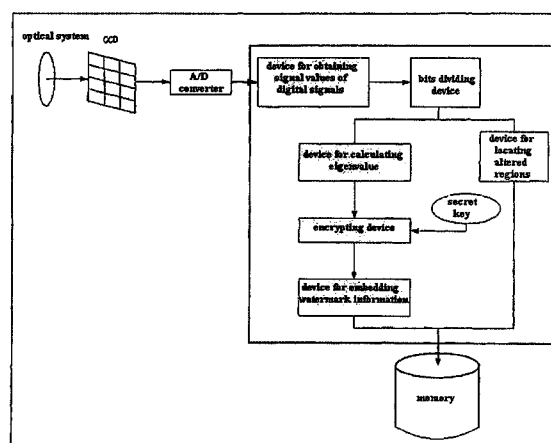 optical system
CCD
A/D
converter
device for obtaining
signal values of
digital signals
bits dividing
device
device for calculating
eigenvalue
device for
locating
altered
regions
secret
key
encrypting device
device for embedding
watermark information
memory